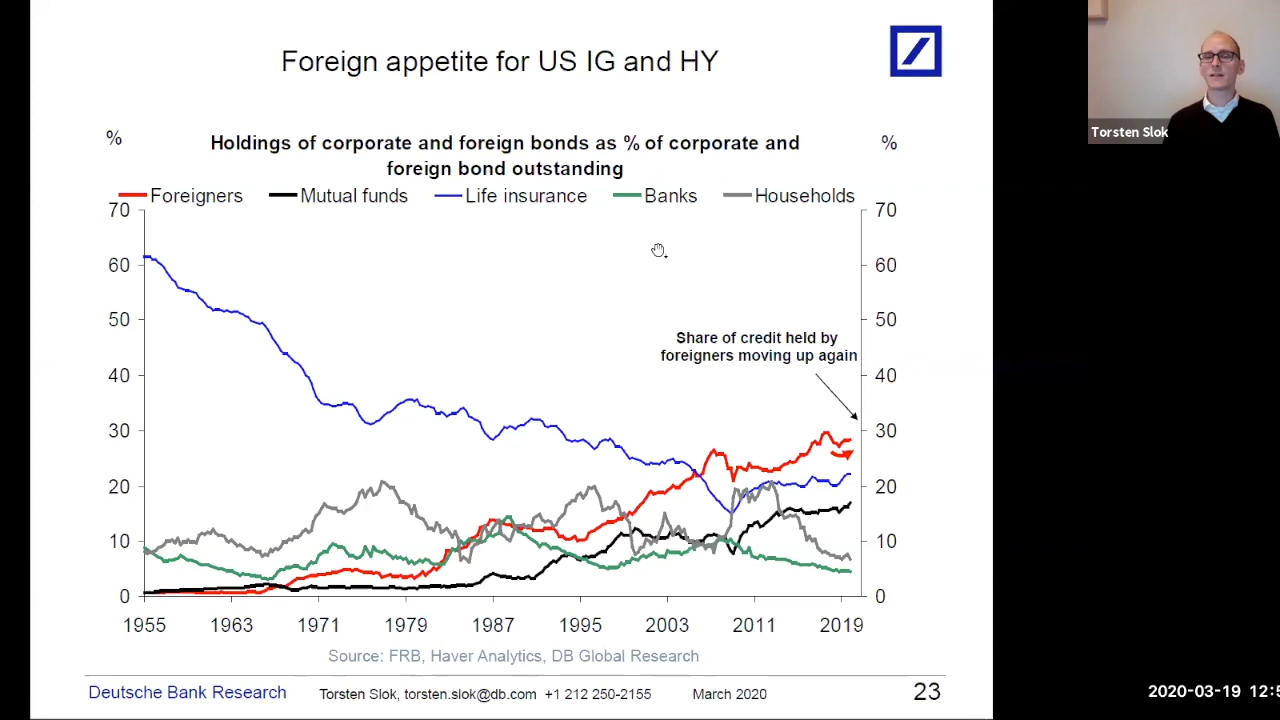 Foreign appetite for US IG and HY
Torsten Slok
% %
Holdings of corporate and foreign bonds as % of corporate and
foreign bond outstanding
Foreigners Mutual funds Life insurance Banks Households
70 70
60 60
50 50
Share of credit held by
foreigners moving up again
40 40
30 30
20 20
10 10
0 0
1955 1963 1971 1979 1987 1995 2003 2011 2019
Source: FRB, Haver Analytics, DB Global Research
Deutsche Bank Research Torsten Slok, torsten.slok@db.com +1 212 250-2155 March 2020 23
2020-03-19 12:5